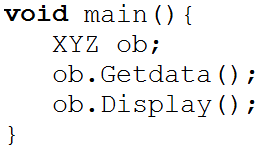 void main(){
XYZ ob;
ob.Getdata();
ob.Display();
}